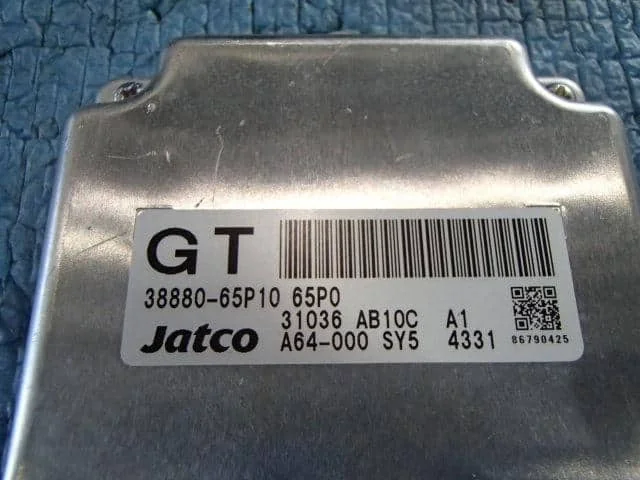 GT
38880-65P10 65P0
31036 AB10C A1
Jatco A64-000 SY5 4331
86790425